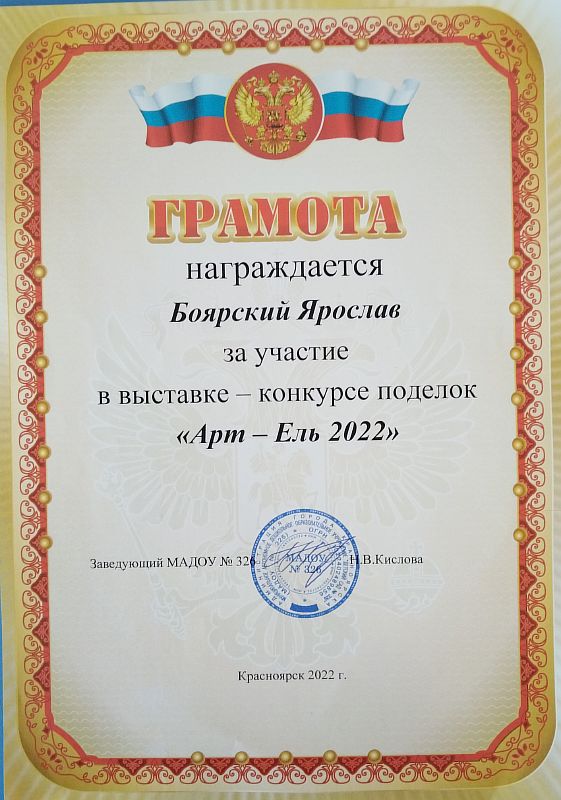 ГРАМОТА
награждается
Боярский Ярослав
за участие
в выставке – конкурсе поделок
«Арт – Ель 2022»
Заведующий МАДОУ № 326
Н.В.Кислова
МАДОУ
№ 326
Красноярск 2022 г.